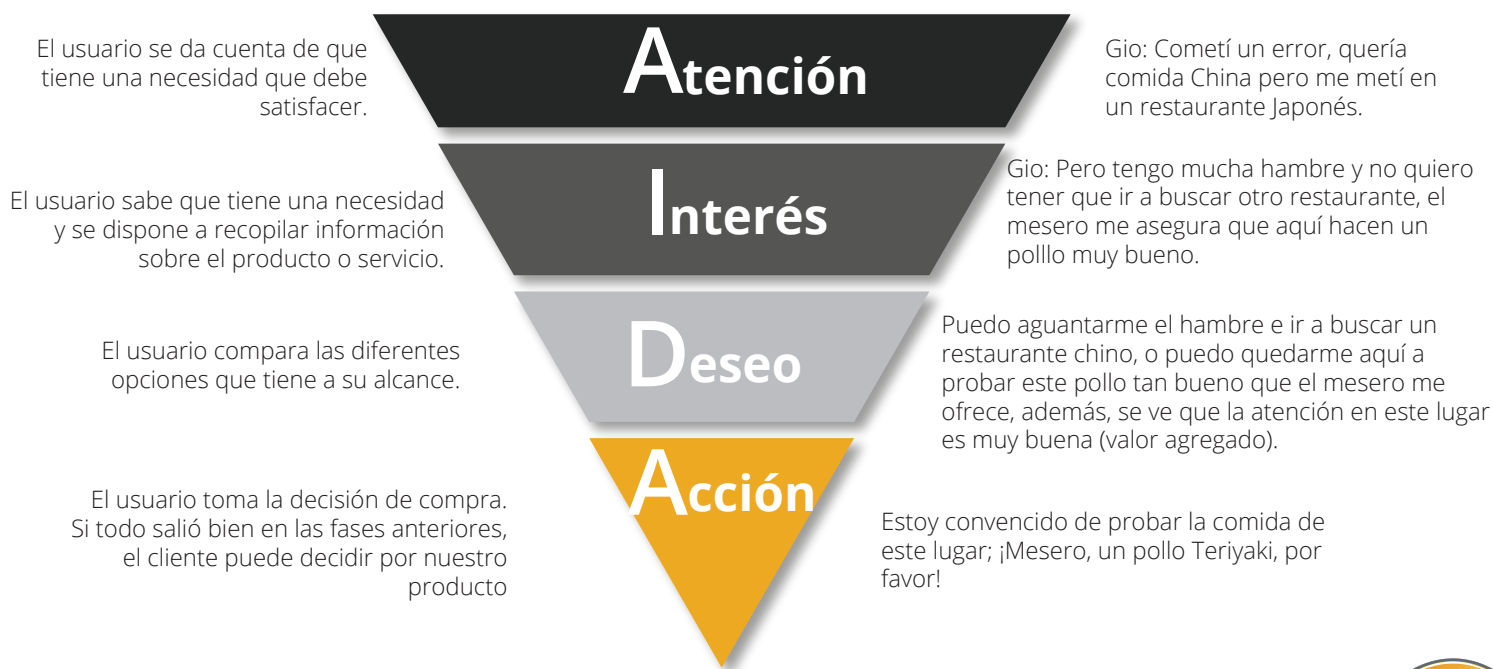 El usuario se da cuenta de que
tiene una necesidad que debe
satisfacer.
Atención
Gio: Cometí un error, quería
comida China pero me metí en
un restaurante Japonés.
El usuario sabe que tiene una necesidad
y se dispone a recopilar información
sobre el producto o servicio.
Interés
Gio: Pero tengo mucha hambre y no quiero
tener que ir a buscar otro restaurante, el
mesero me asegura que aquí hacen un
polllo muy bueno.
El usuario compara las diferentes
opciones que tiene a su alcance.
Deseo
Puedo aguantarme el hambre e ir a buscar un
restaurante chino, o puedo quedarme aquí a
probar este pollo tan bueno que el mesero me
ofrece, además, se ve que la atención en este lugar
es muy buena (valor agregado).
El usuario toma la decisión de compra.
Si todo salió bien en las fases anteriores,
el cliente puede decidir por nuestro
producto
Acción
Estoy convencido de probar la comida de
este lugar; ¡Mesero, un pollo Teriyaki, por
favor!